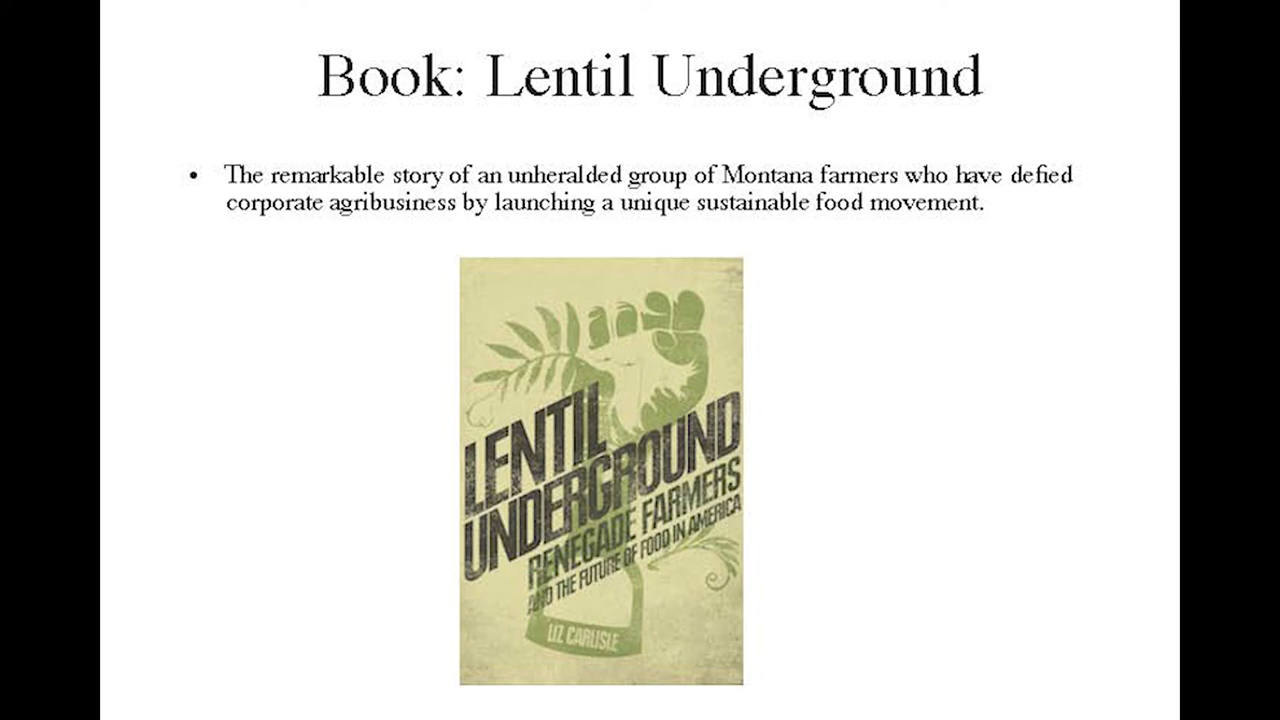 Book: Lentil Underground
• The remarkable story of an unheralded group of Montana farmers who have defied
corporate agribusiness by launching a unique sustainable food movement.
LENTIL
UNDERGROUND
RENEGADE FARMERS
AND THE FUTURE OF FOOD IN AMERICA
LIZ CARLISLE